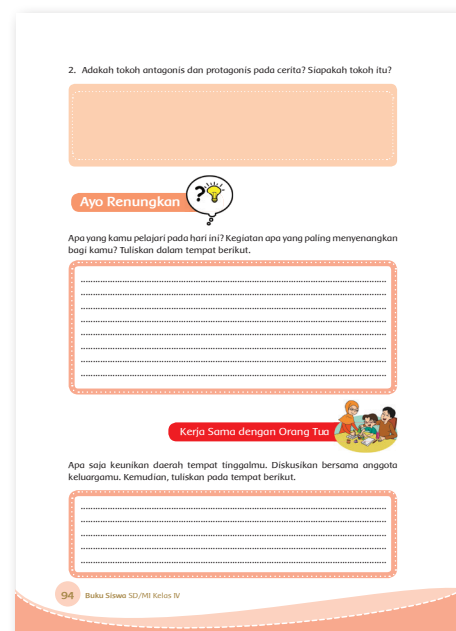 2. Adakah tokoh antagonis dan protagonis pada cerita? Siapakah tokoh itu?
?
Ayo Renungkan
Apa yang kamu pelajari pada hari ini? Kegiatan apa yang paling menyenangkan
bagi kamu? Tuliskan dalam tempat berikut.
Kerja Sama dengan Orang Tua
Apa saja keunikan daerah tempat tinggalmu. Diskusikan bersama anggota
keluargamu. Kemudian, tuliskan pada tempat berikut.
94 Buku Siswa SD/MI Kelas IV